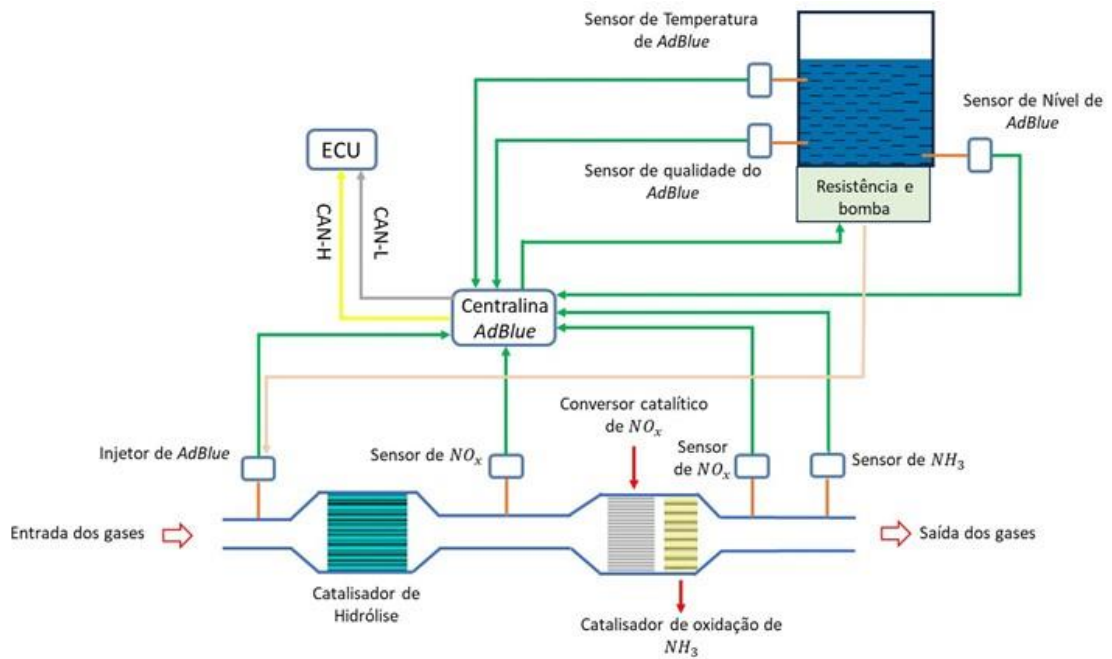 Sensor de Temperatura
de AdBlue
Sensor de Nível de
AdBlue
ECU
Sensor de qualidade do
AdBlue
Resistência e
bomba
CAN-H
CAN-L
Centralina
AdBlue
Conversor catalítico
de NOₓ
Injetor de AdBlue
Sensor de NOₓ
Sensor
de NOₓ
Sensor de NH₃
Entrada dos gases
Saída dos gases
Catalisador de
Hidrólise
Catalisador de oxidação de
NH₃